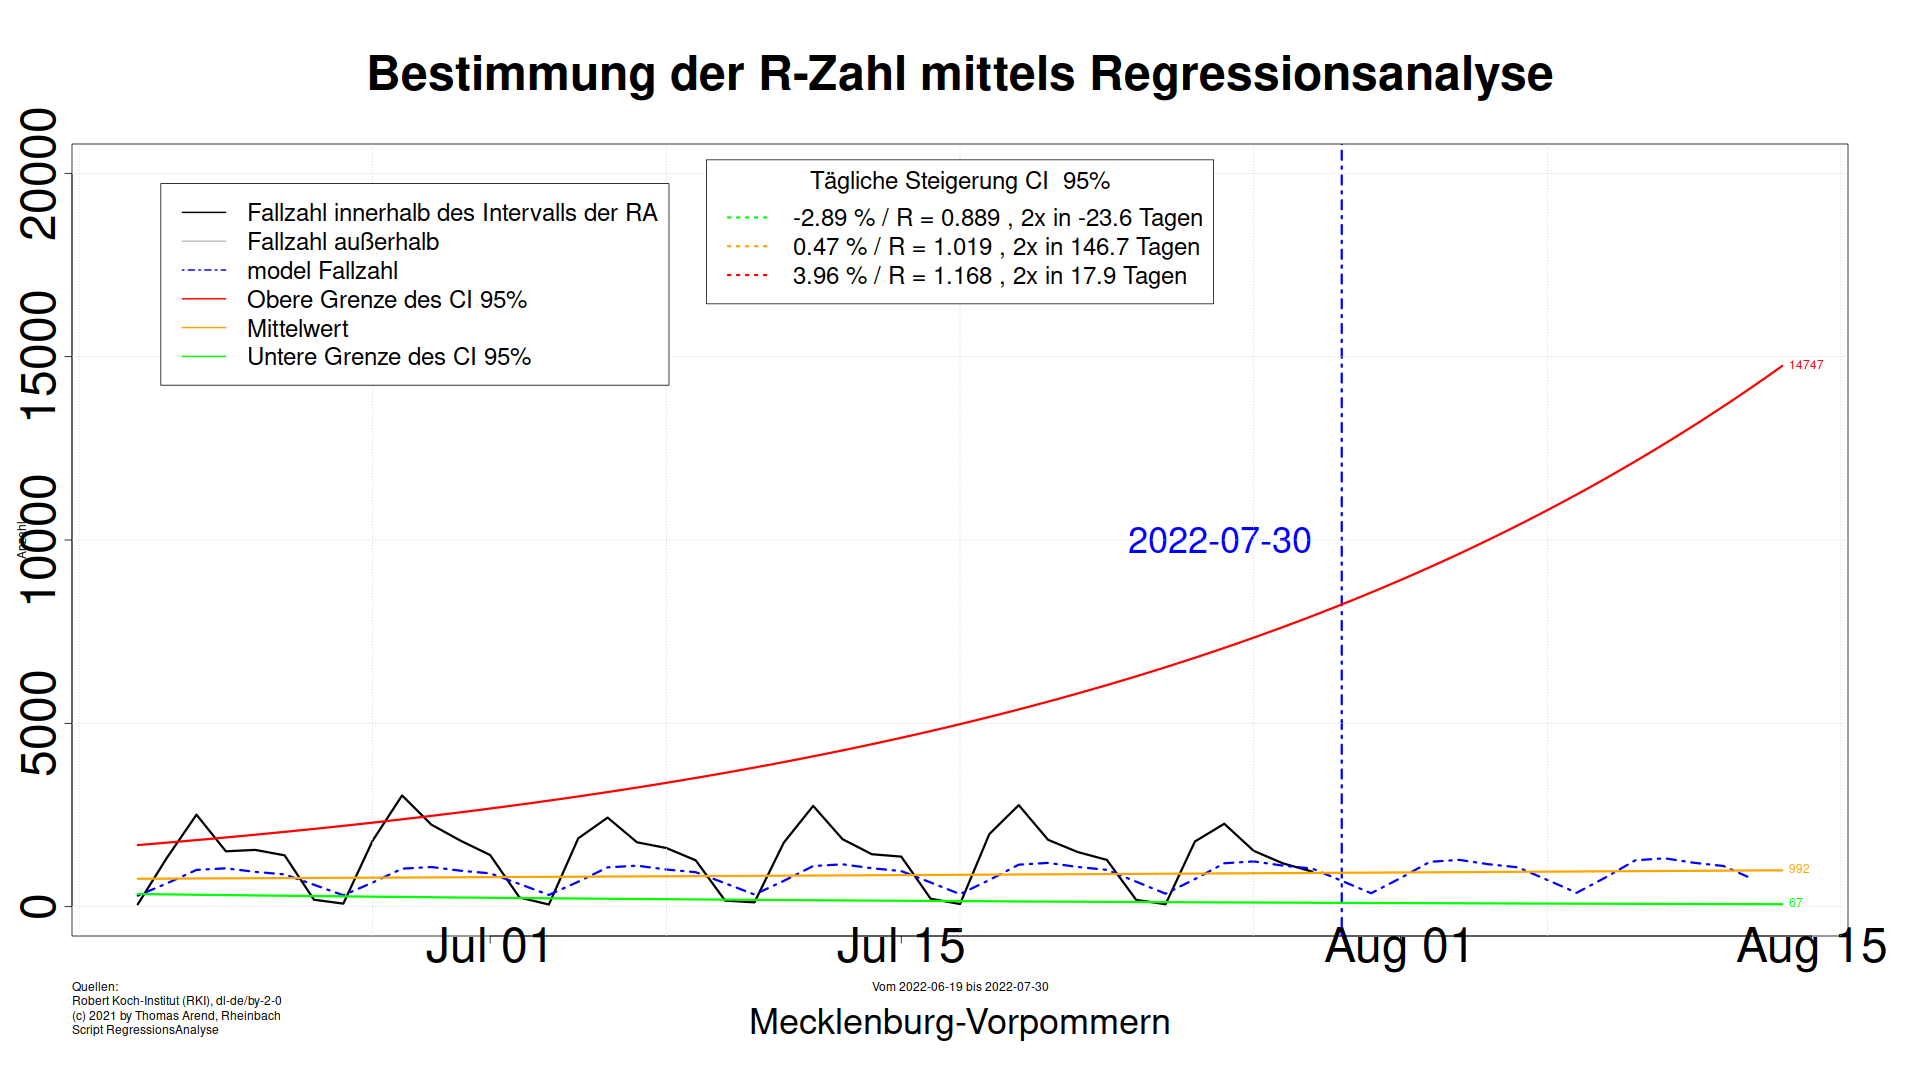 Bestimmung der R-Zahl mittels Regressionsanalyse
20000
15000
10000
5000
0
Anzahl
Fallzahl innerhalb des Intervalls der RA
Fallzahl außerhalb
model Fallzahl
Obere Grenze des CI 95%
Mittelwert
Untere Grenze des CI 95%
Tägliche Steigerung CI 95%
-2.89 % / R = 0.889 , 2x in -23.6 Tagen
0.47 % / R = 1.019 , 2x in 146.7 Tagen
3.96 % / R = 1.168 , 2x in 17.9 Tagen
2022-07-30
14747
992
67
Jul 01
Jul 15
Aug 01
Aug 15
Quellen:
Robert Koch-Institut (RKI), dl-de/by-2-0
(c) 2021 by Thomas Arend, Rheinbach
Script RegressionsAnalyse
Vom 2022-06-19 bis 2022-07-30
Mecklenburg-Vorpommern